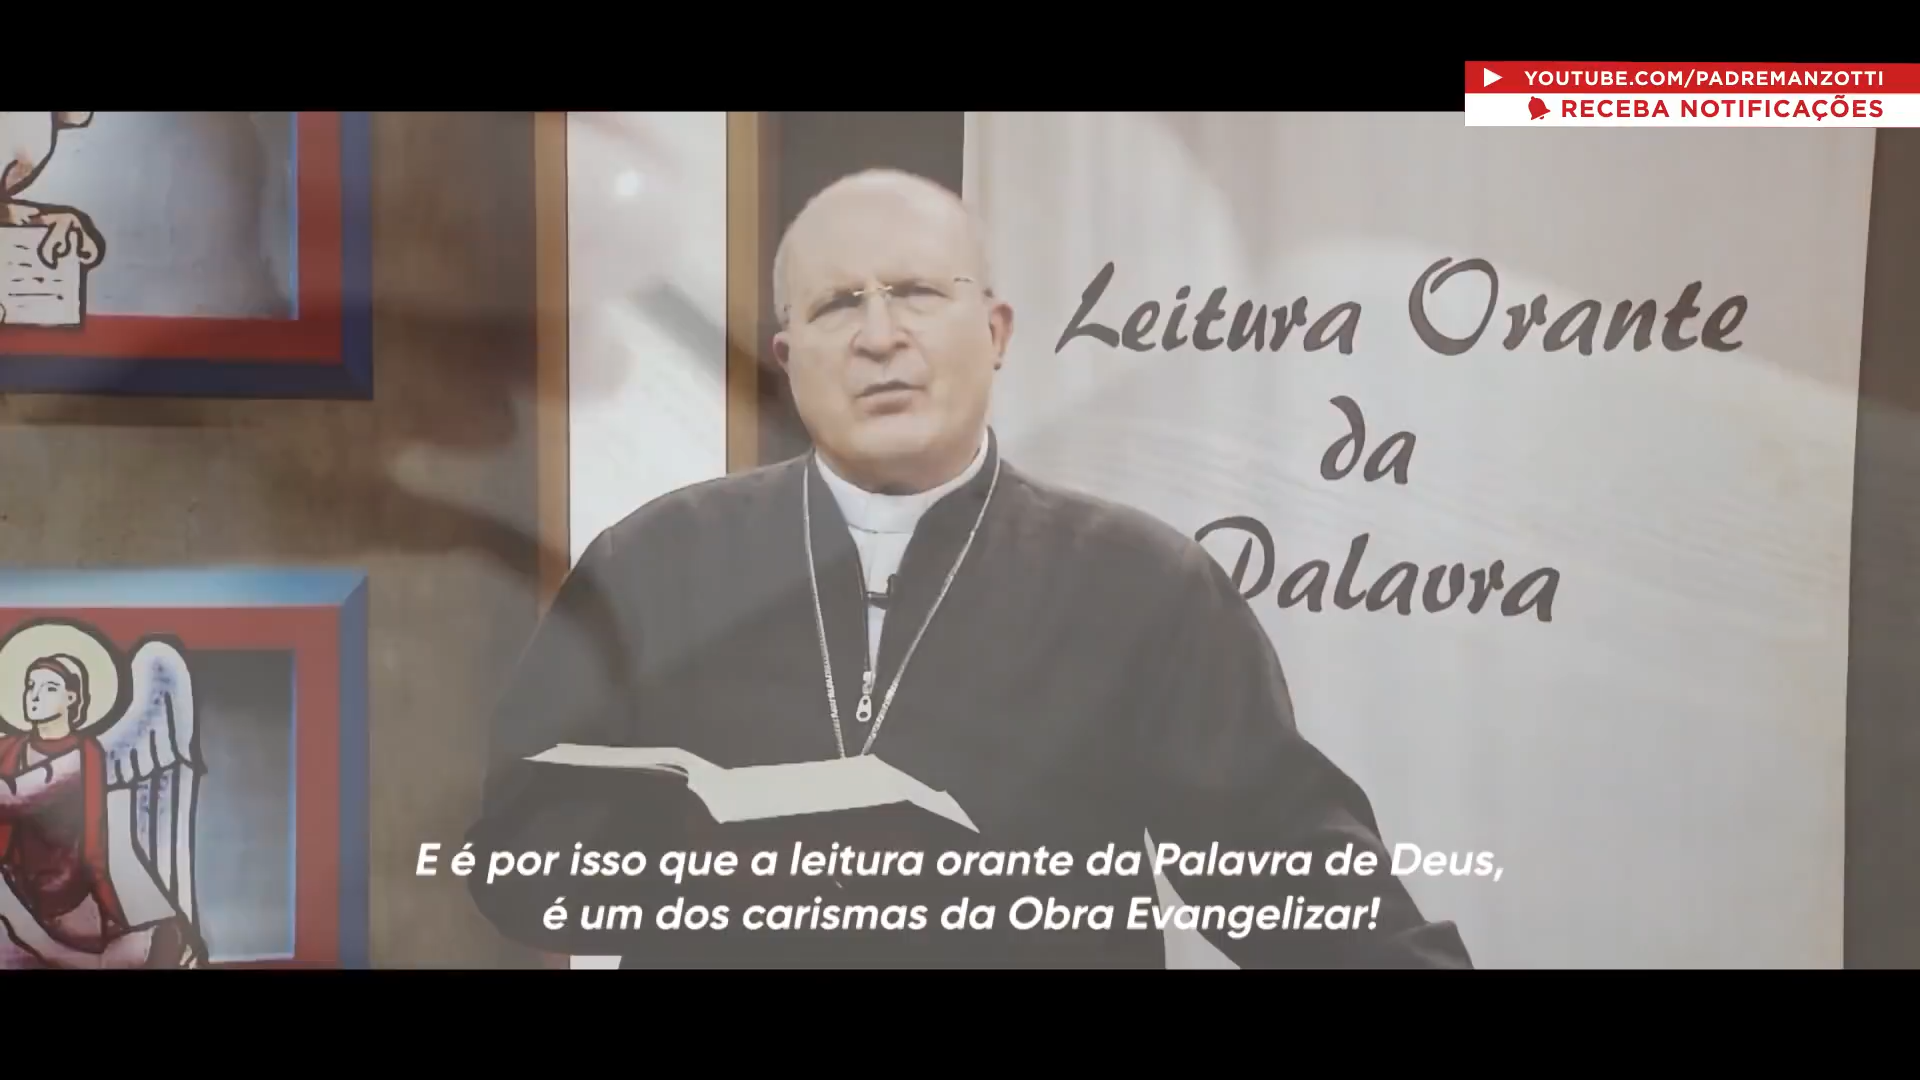 YOUTUBE.COM/PADREMANZOTTI
RECEBA NOTIFICAÇÕES
Leitura Orante
da
Palavra
E é por isso que a leitura orante da Palavra de Deus,
é um dos carismas da Obra Evangelizar!